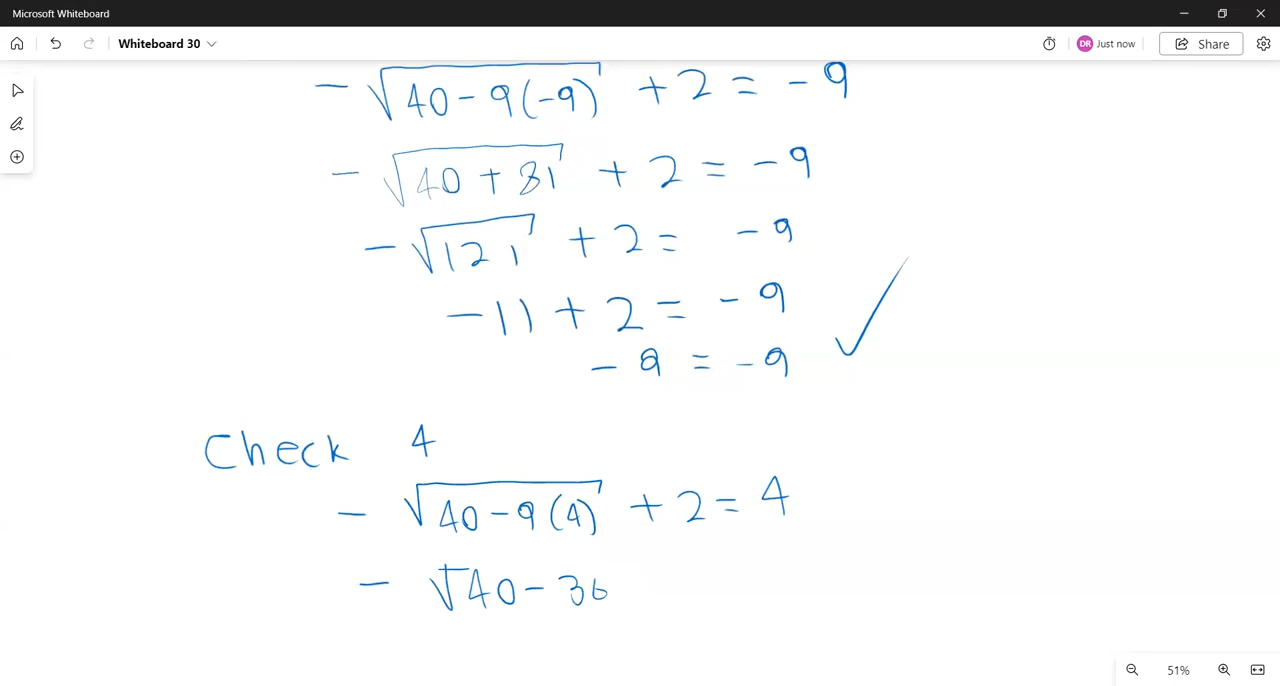 Microsoft Whiteboard
Whiteboard 30
DR Just now Share
-√(40 - 9(-9)) + 2 = -9
-√(40 + 81) + 2 = -9
-√121 + 2 = -9
-11 + 2 = -9
-9 = -9 ✓
Check 4
-√(40 - 9(4)) + 2 = 4
-√40 - 36
51%